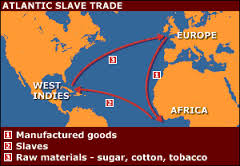 ATLANTIC SLAVE TRADE
EUROPE
3
WEST
INDIES
1
2
AFRICA
1 Manufactured goods
2 Slaves
3 Raw materials - sugar, cotton, tobacco